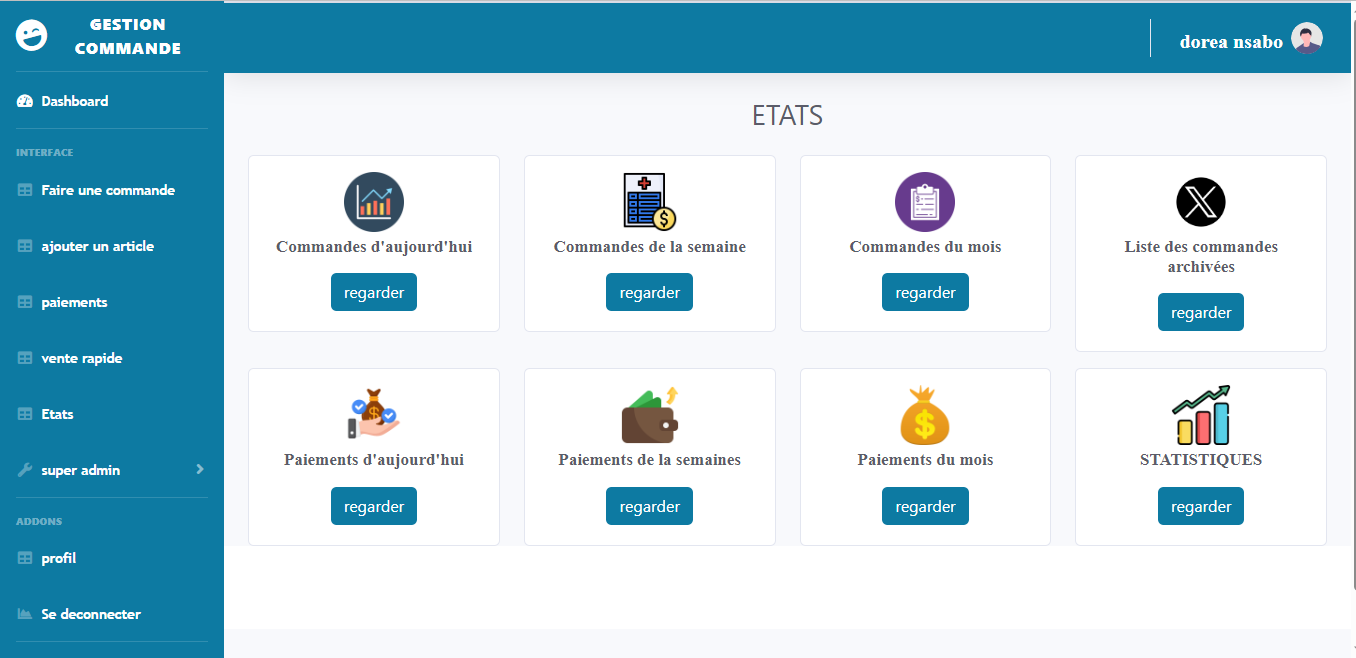 GESTION
COMMANDE
dorea nsabo
Dashboard
INTERFACE
Faire une commande
ajouter un article
paiements
vente rapide
Etats
super admin
ADDONS
profil
Se deconnecter
ETATS
Commandes d'aujourd'hui
regarder
Commandes de la semaine
regarder
Commandes du mois
regarder
Liste des commandes
archivées
regarder
Paiements d'aujourd'hui
regarder
Paiements de la semaines
regarder
Paiements du mois
regarder
STATISTIQUES
regarder